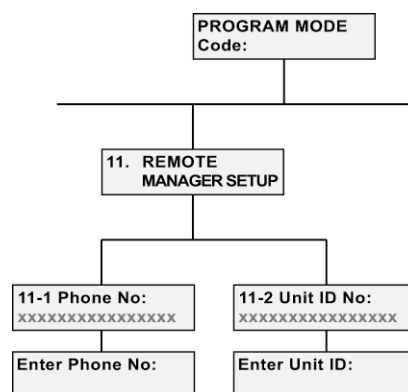 PROGRAM MODE
Code:
11. REMOTE
MANAGER SETUP
11-1 Phone No:
xxxxxxxxxxxxxxxx
11-2 Unit ID No:
xxxxxxxxxxxxxxxx
Enter Phone No:
Enter Unit ID: